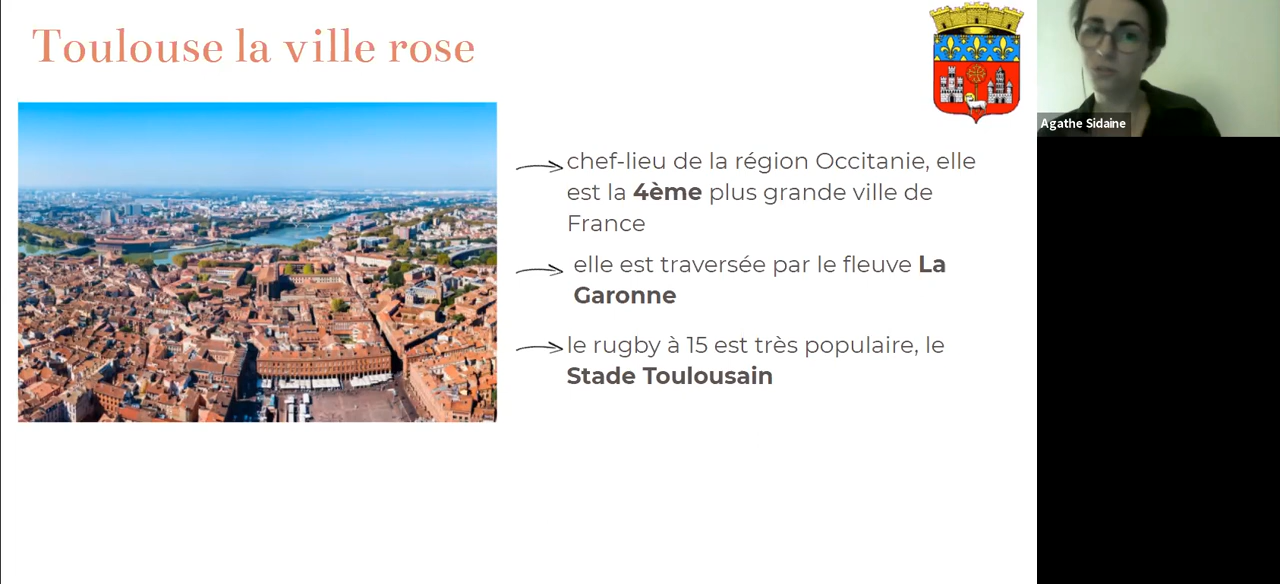 Toulouse la ville rose
Agathe Sidaine
chef-lieu de la région Occitanie, elle
est la 4ème plus grande ville de
France
elle est traversée par le fleuve La
Garonne
le rugby à 15 est très populaire, le
Stade Toulousain